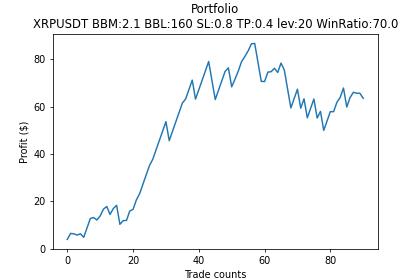 Portfolio
XRPUSDT BBM:2.1 BBL:160 SL:0.8 TP:0.4 lev:20 WinRatio:70.0
80
60
40
20
0
Profit ($)
0 20 40 60 80
Trade counts